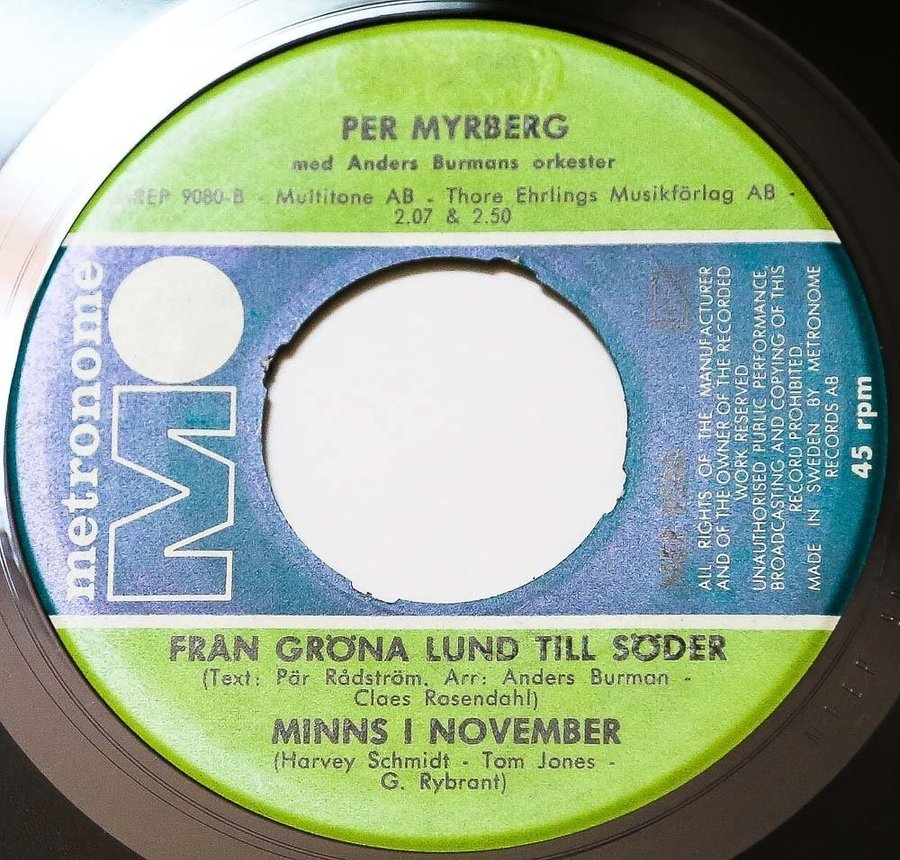 PER MYRBERG
med Anders Burmans orkester
REP 9080-B - Multitone AB - Thore Ehrlings Musikförlag AB -
2.07 & 2.50
metronome
M
ALL RIGHTS OF THE MANUFACTURER
AND OF THE OWNER OF THE RECORDED
WORK RESERVED
UNAUTHORISED PUBLIC PERFORMANCE,
BROADCASTING AND COPYING OF THIS
RECORD PROHIBITED
MADE IN SWEDEN BY METRONOME
RECORDS AB
45 rpm
FRÅN GRÖNA LUND TILL SÖDER
(Text: Pär Rådström. Arr: Anders Burman -
Claes Rosendahl)
MINNS I NOVEMBER
(Harvey Schmidt - Tom Jones -
G. Rybrant)